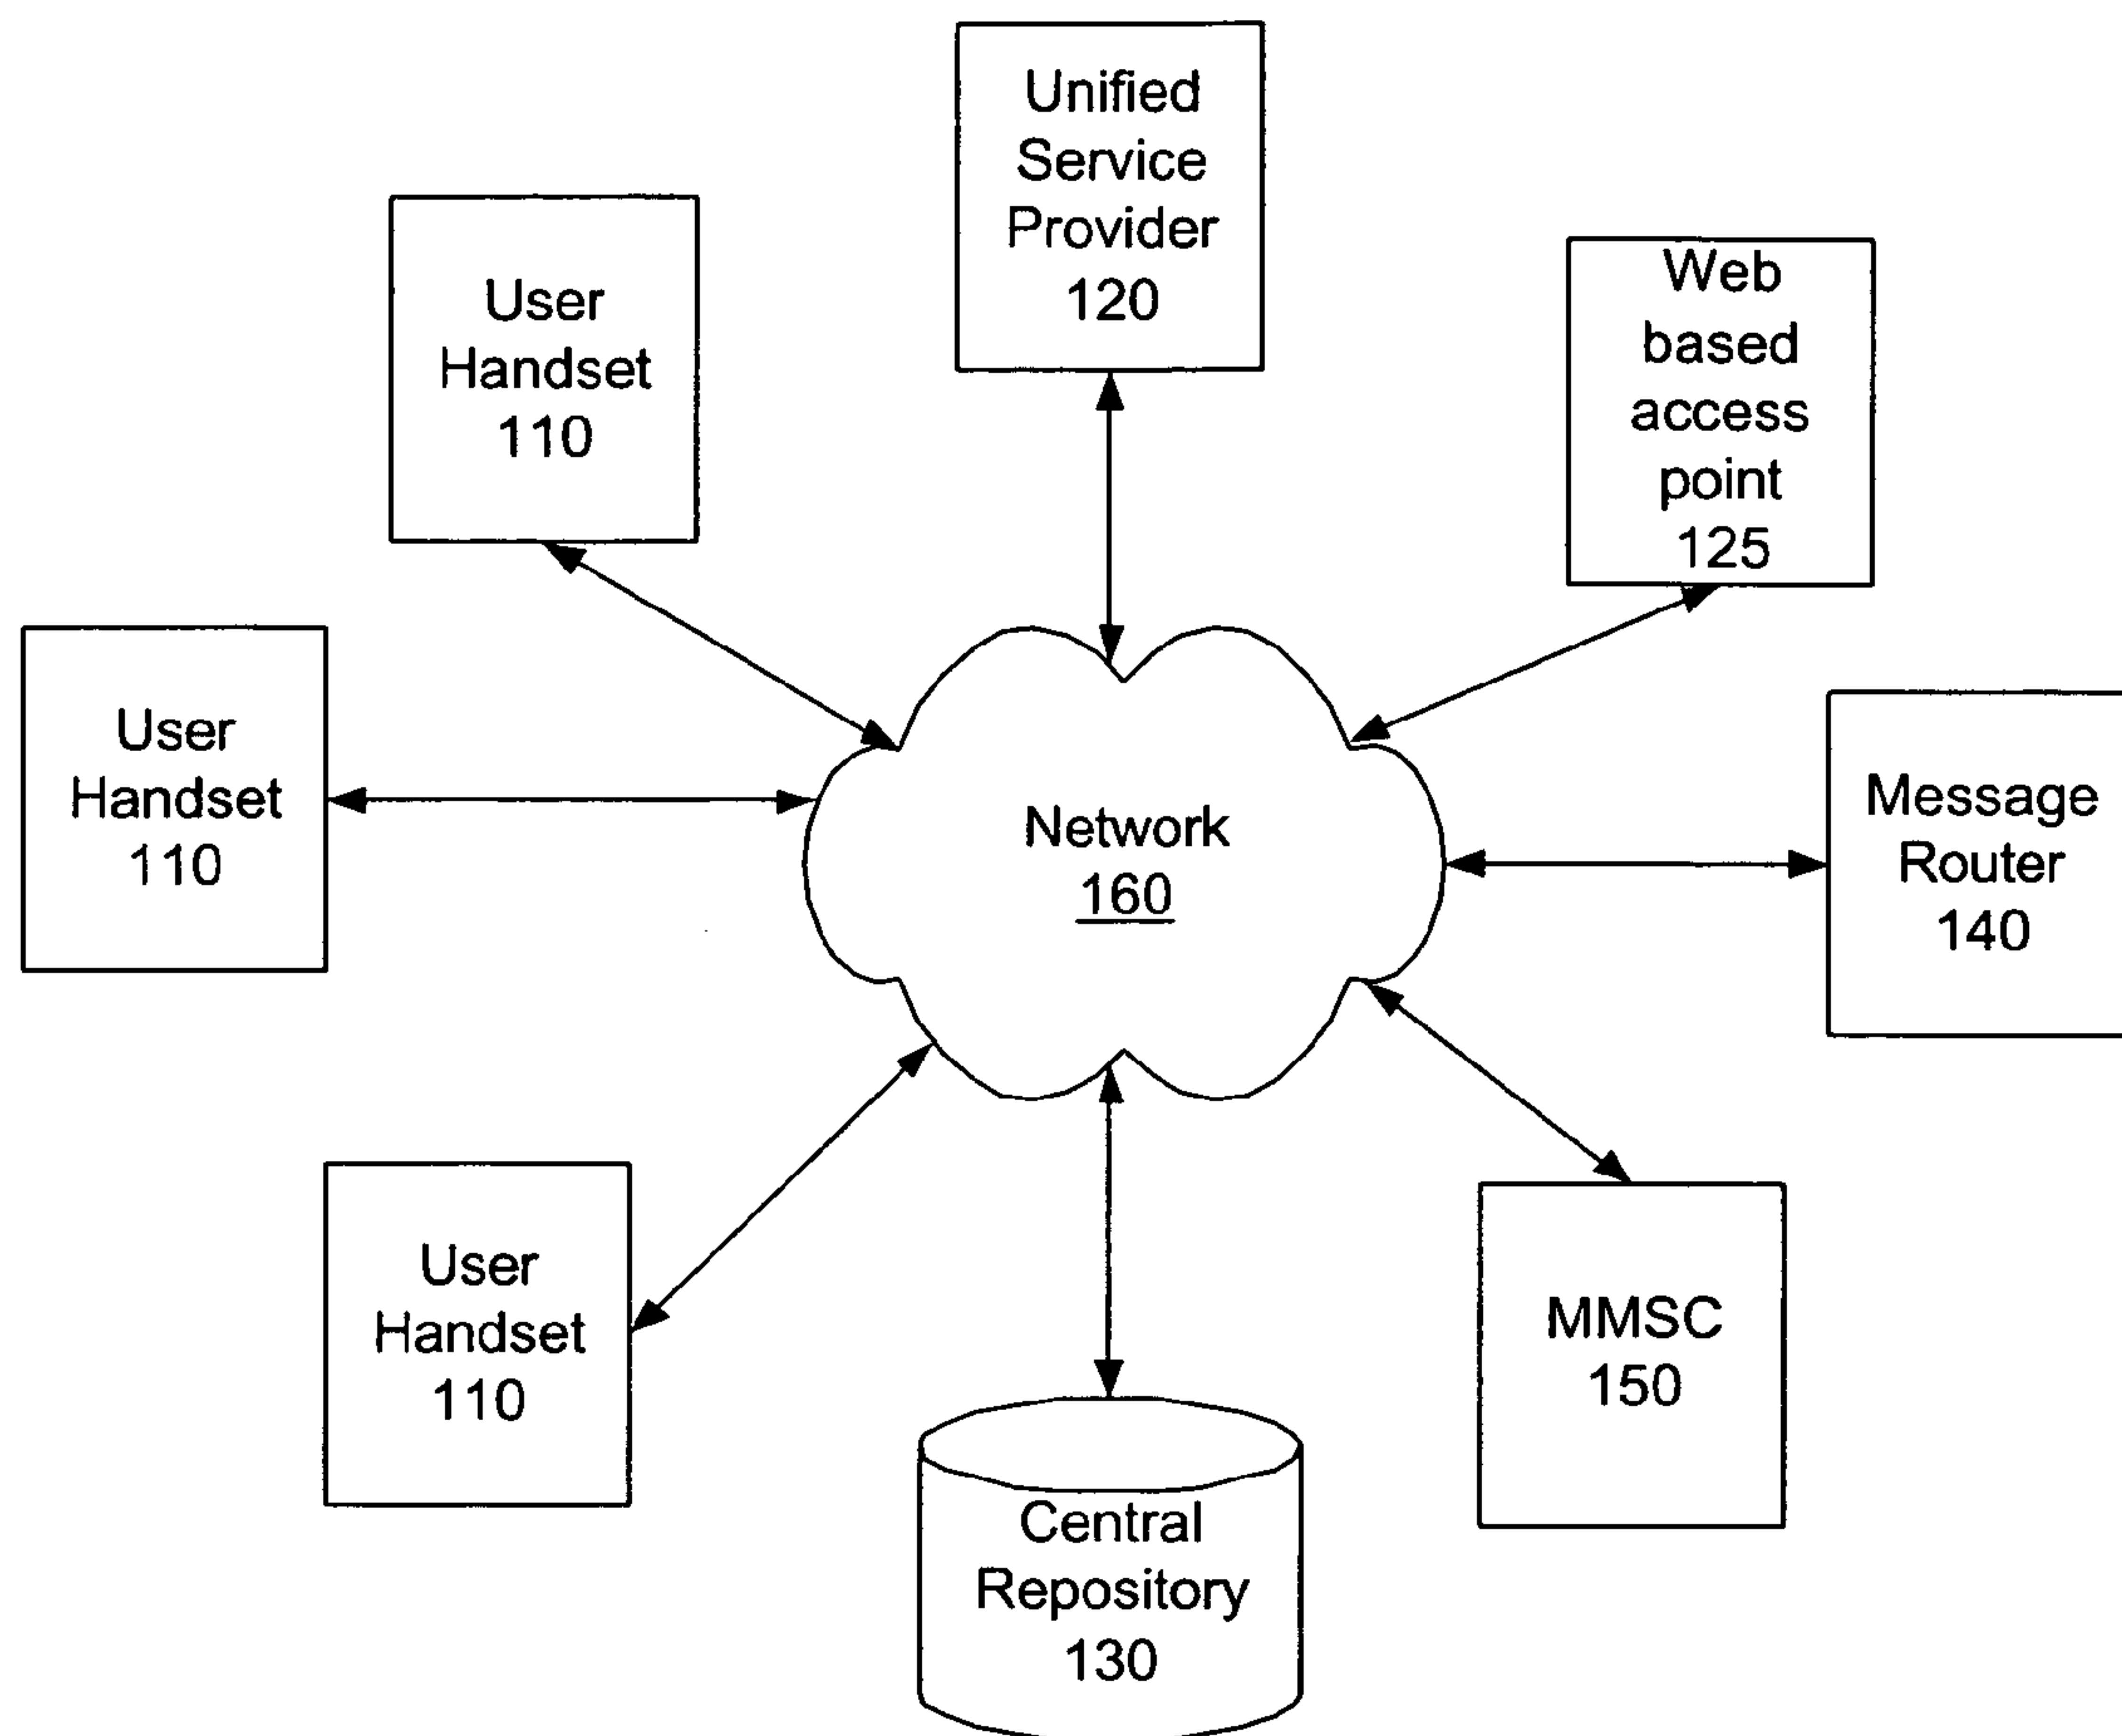 Unified
Service
Provider
120
User
Handset
110
Web
based
access
point
125
User
Handset
110
Network
160
Message
Router
140
User
Handset
110
MMSC
150
Central
Repository
130